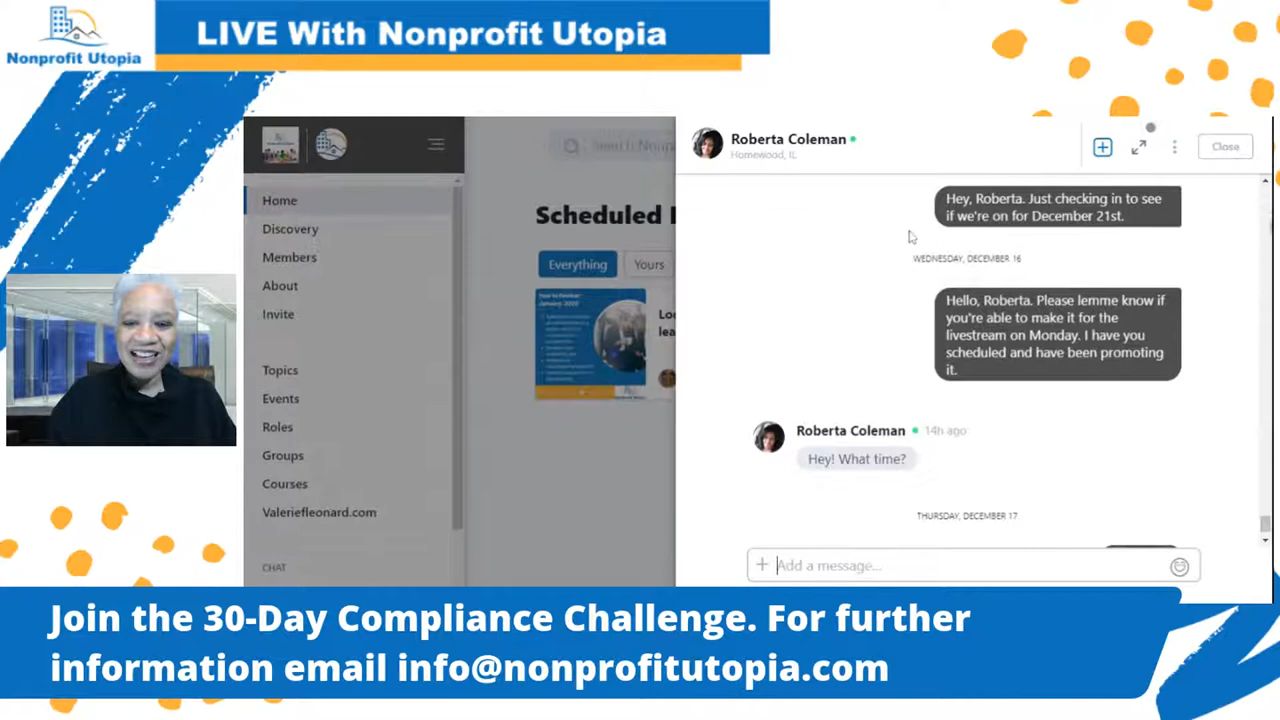 LIVE With Nonprofit Utopia
Nonprofit Utopia
Home
Discovery
Members
About
Invite
Topics
Events
Roles
Groups
Courses
Valeriefleonard.com
CHAT
Scheduled
Everything
Yours
Roberta Coleman
Homewood, IL
Close
Hey, Roberta. Just checking in to see
if we're on for December 21st.
WEDNESDAY, DECEMBER 16
Hello, Roberta. Please lemme know if
you're able to make it for the
livestream on Monday. I have you
scheduled and have been promoting
it.
Roberta Coleman 14h ago
Hey! What time?
THURSDAY, DECEMBER 17
Add a message...
Join the 30-Day Compliance Challenge. For further
information email info@nonprofitutopia.com